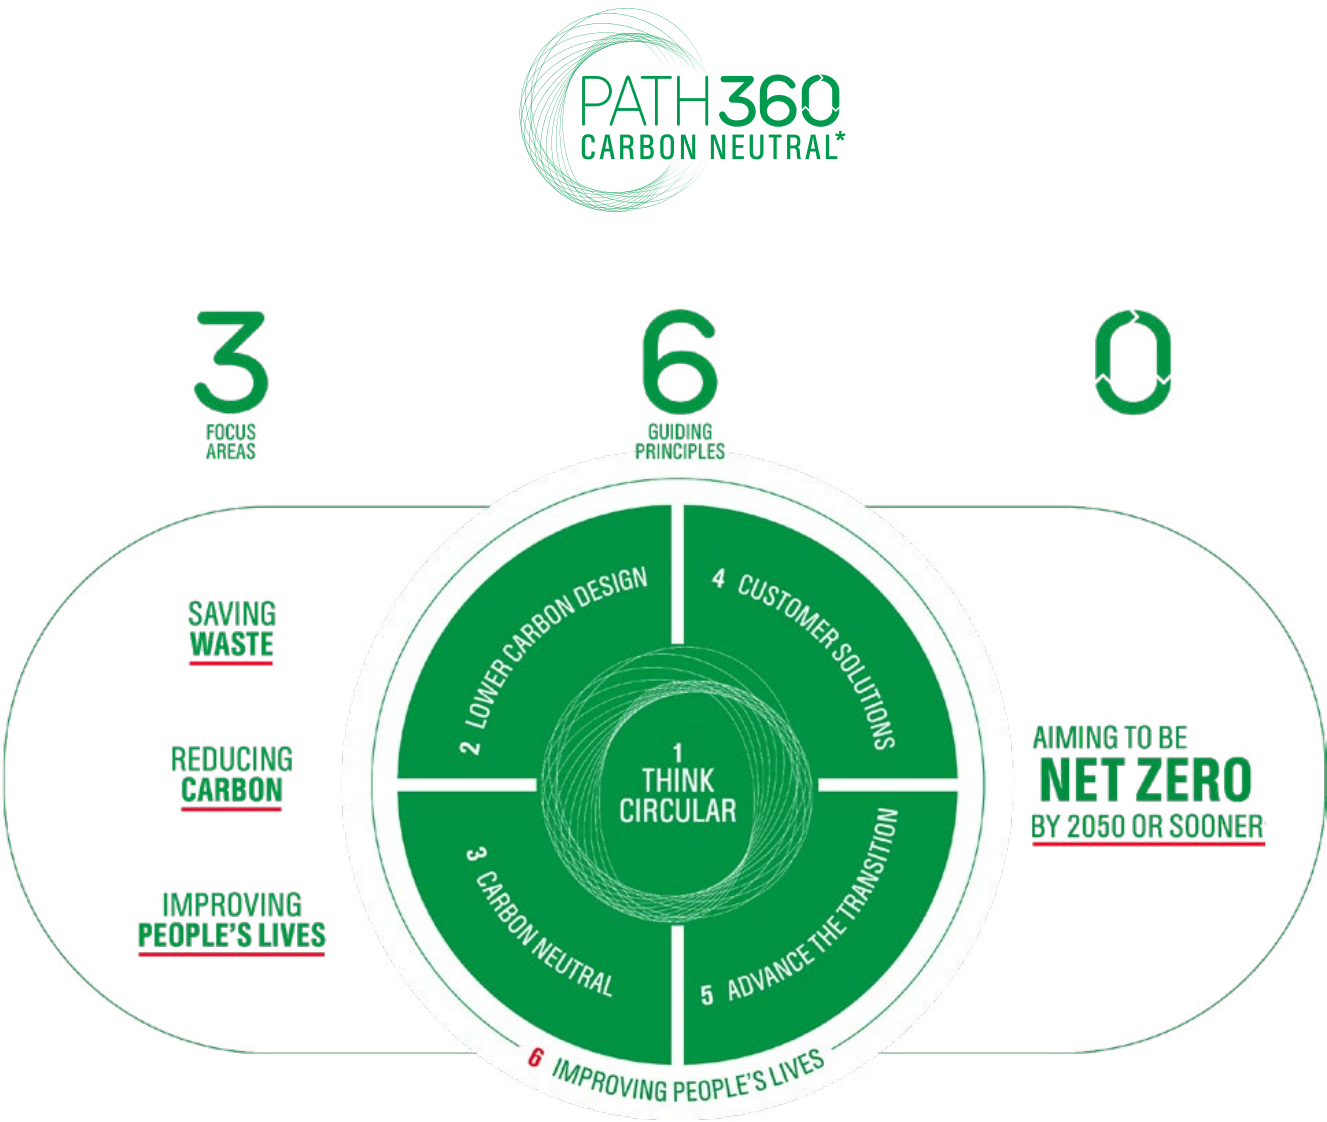 PATH360
CARBON NEUTRAL*
3
FOCUS
AREAS
6
GUIDING
PRINCIPLES
0
SAVING
WASTE
REDUCING
CARBON
IMPROVING
PEOPLE'S LIVES
1
THINK
CIRCULAR
2 LOWER CARBON DESIGN
3 CARBON NEUTRAL
4 CUSTOMER SOLUTIONS
5 ADVANCE THE TRANSITION
6 IMPROVING PEOPLE'S LIVES
AIMING TO BE
NET ZERO
BY 2050 OR SOONER